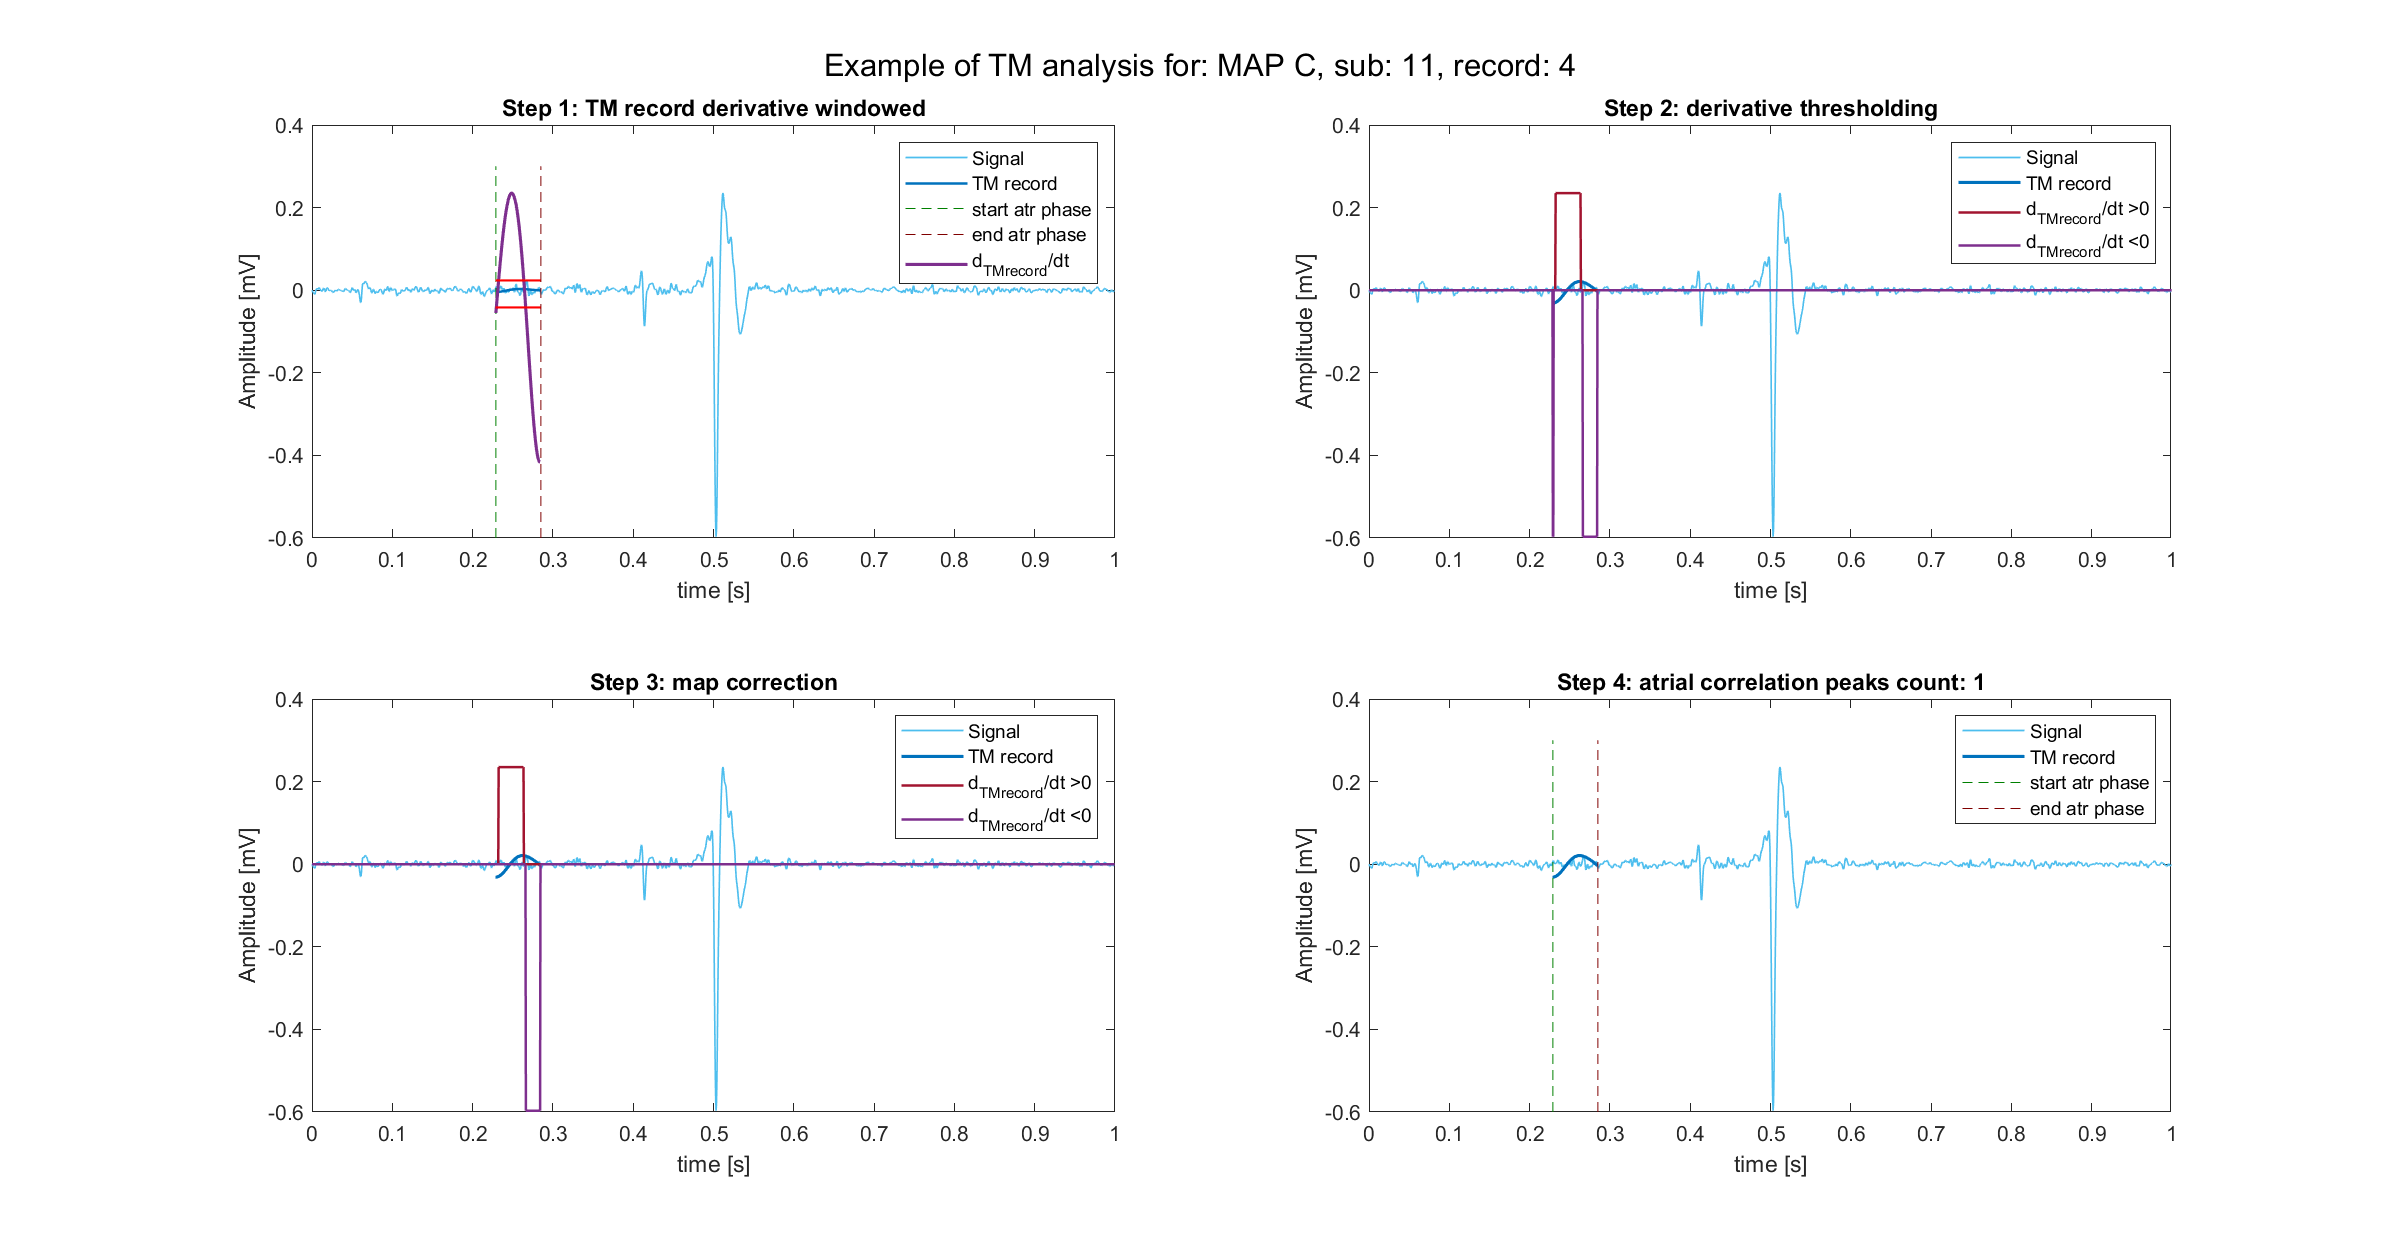 Example of TM analysis for: MAP C, sub: 11, record: 4
Step 1: TM record derivative windowed
0.4
0.2
0
-0.2
-0.4
-0.6
Amplitude [mV]
Signal
TM record
start atr phase
end atr phase
dTMrecord/dt
0 0.1 0.2 0.3 0.4 0.5 0.6 0.7 0.8 0.9 1
time [s]
Step 2: derivative thresholding
0.4
0.2
0
-0.2
-0.4
-0.6
Amplitude [mV]
Signal
TM record
dTMrecord/dt >0
dTMrecord/dt <0
0 0.1 0.2 0.3 0.4 0.5 0.6 0.7 0.8 0.9 1
time [s]
Step 3: map correction
0.4
0.2
0
-0.2
-0.4
-0.6
Amplitude [mV]
Signal
TM record
dTMrecord/dt >0
dTMrecord/dt <0
0 0.1 0.2 0.3 0.4 0.5 0.6 0.7 0.8 0.9 1
time [s]
Step 4: atrial correlation peaks count: 1
0.4
0.2
0
-0.2
-0.4
-0.6
Amplitude [mV]
Signal
TM record
start atr phase
end atr phase
0 0.1 0.2 0.3 0.4 0.5 0.6 0.7 0.8 0.9 1
time [s]